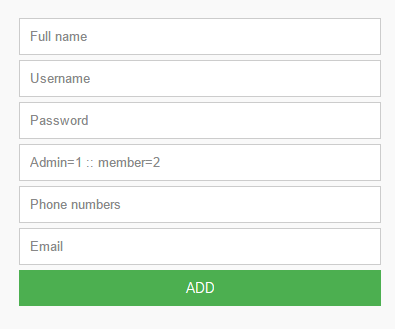 Full name
Username
Password
Admin=1 :: member=2
Phone numbers
Email
ADD